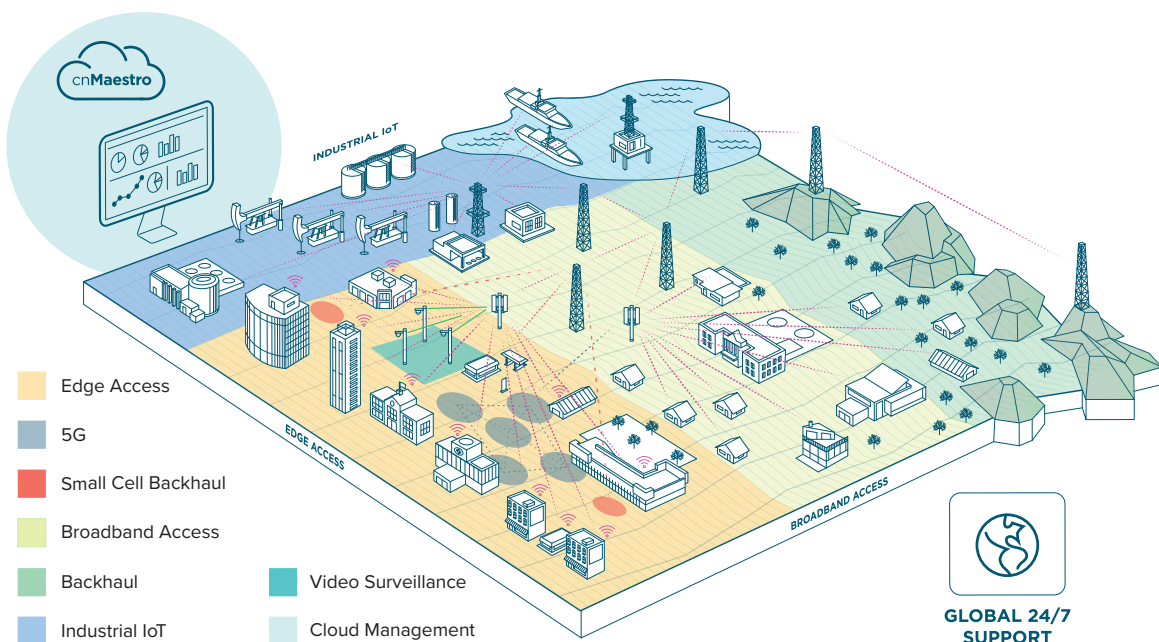 cnMaestro
INDUSTRIAL IoT
EDGE ACCESS
BROADBAND ACCESS
Edge Access
5G
Small Cell Backhaul
Broadband Access
Backhaul
Industrial IoT
Video Surveillance
Cloud Management
GLOBAL 24/7
SUPPORT